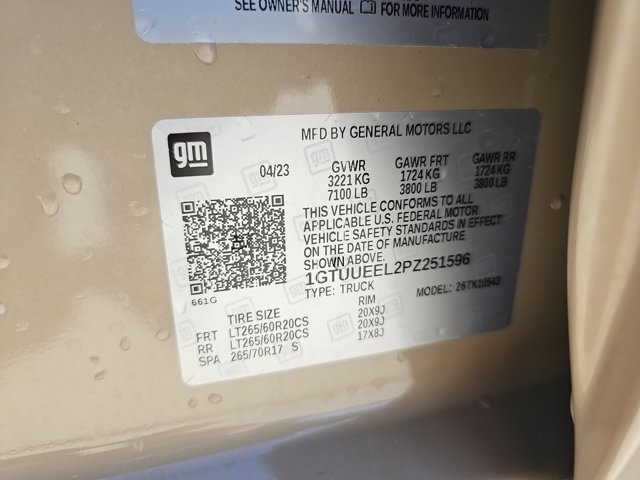 SEE OWNER'S MANUAL FOR MORE INFORMATION
gm
MFD BY GENERAL MOTORS LLC
04/23 GVWR GAWR FRT GAWR RR
3221 KG 1724 KG 1724 KG
7100 LB 3800 LB 3800 LB
THIS VEHICLE CONFORMS TO ALL
APPLICABLE U.S. FEDERAL MOTOR
VEHICLE SAFETY STANDARDS IN EFFECT
ON THE DATE OF MANUFACTURE
SHOWN ABOVE.
VIN
1GTUUEEL2PZ251596
TYPE: TRUCK MODEL:
661G
TIRE SIZE RIM
FRT LT265/60R20CS 20X9J
RR LT265/60R20CS 20X9J
SPA 265/70R17 S 17X8J